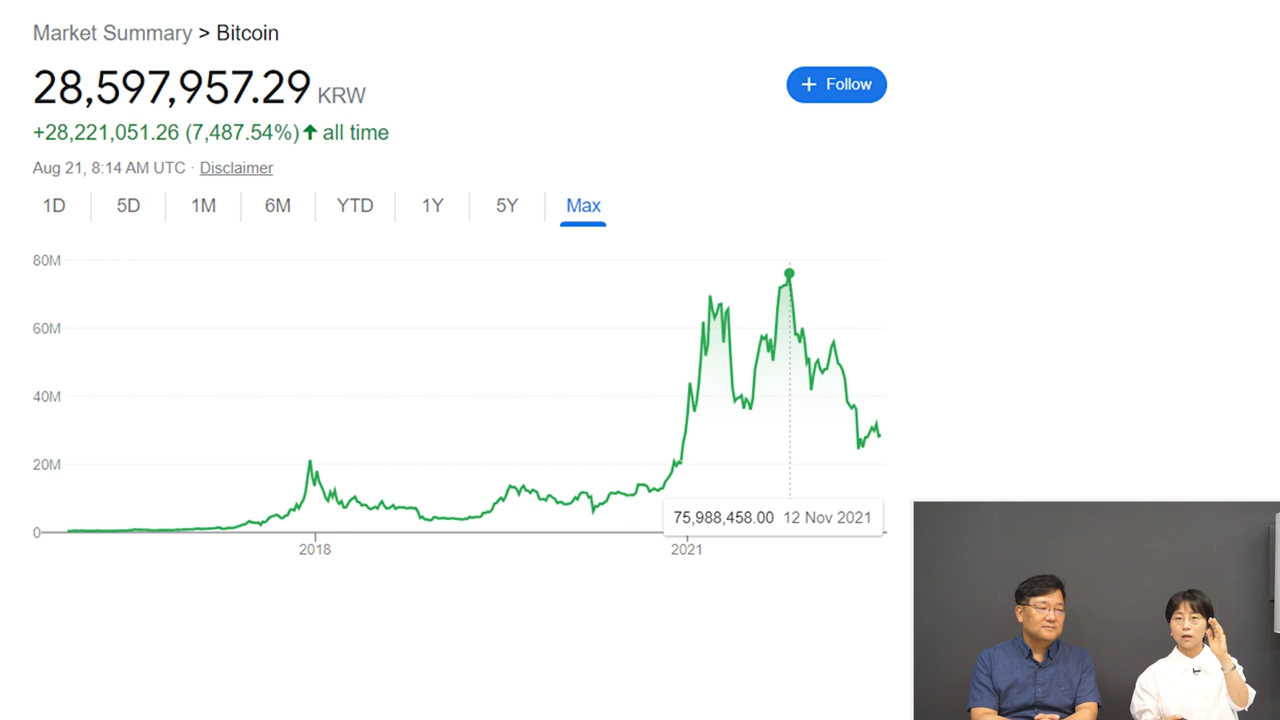 Market Summary > Bitcoin
28,597,957.29 KRW
+ Follow
+28,221,051.26 (7,487.54%) ↑ all time
Aug 21, 8:14 AM UTC · Disclaimer
1D 5D 1M 6M YTD 1Y 5Y Max
80M
60M
40M
20M
0
75,988,458.00 12 Nov 2021
2018 2021